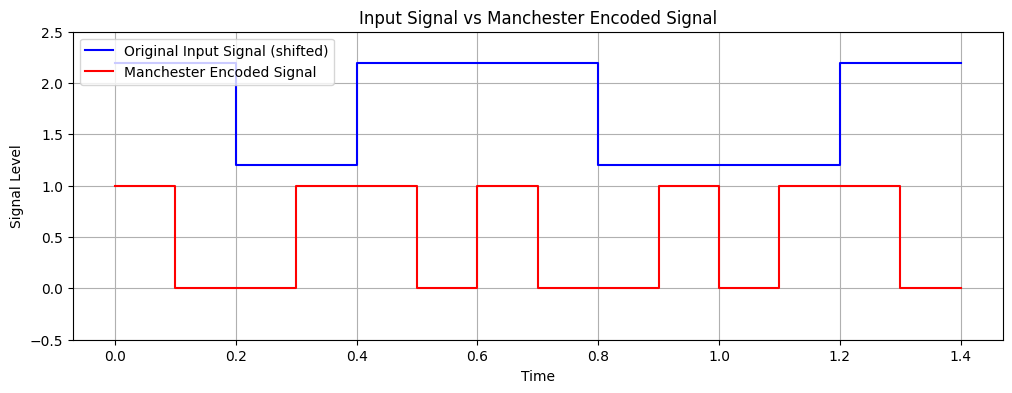 Input Signal vs Manchester Encoded Signal
Original Input Signal (shifted)
Manchester Encoded Signal
Signal Level
2.5
2.0
1.5
1.0
0.5
0.0
−0.5
0.0 0.2 0.4 0.6 0.8 1.0 1.2 1.4
Time